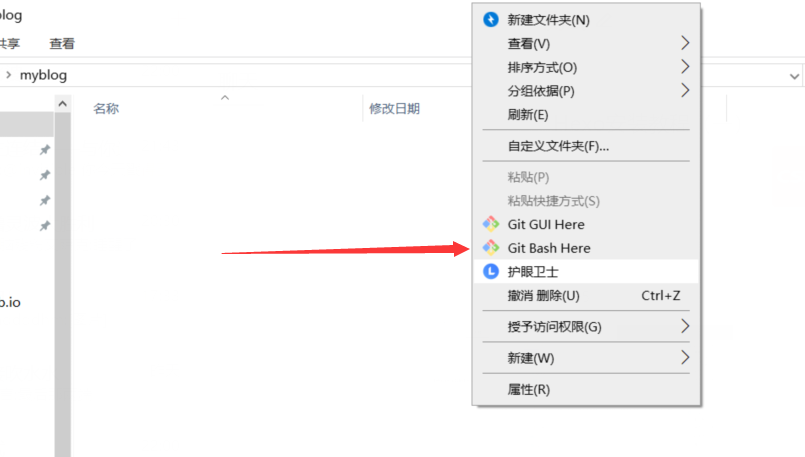 log
共享 查看
myblog
名称 修改日期
b.io
新建文件夹(N)
查看(V)
排序方式(O)
分组依据(P)
刷新(E)
自定义文件夹(F)...
粘贴(P)
粘贴快捷方式(S)
Git GUI Here
Git Bash Here
护眼卫士
撤消 删除(U) Ctrl+Z
授予访问权限(G)
新建(W)
属性(R)